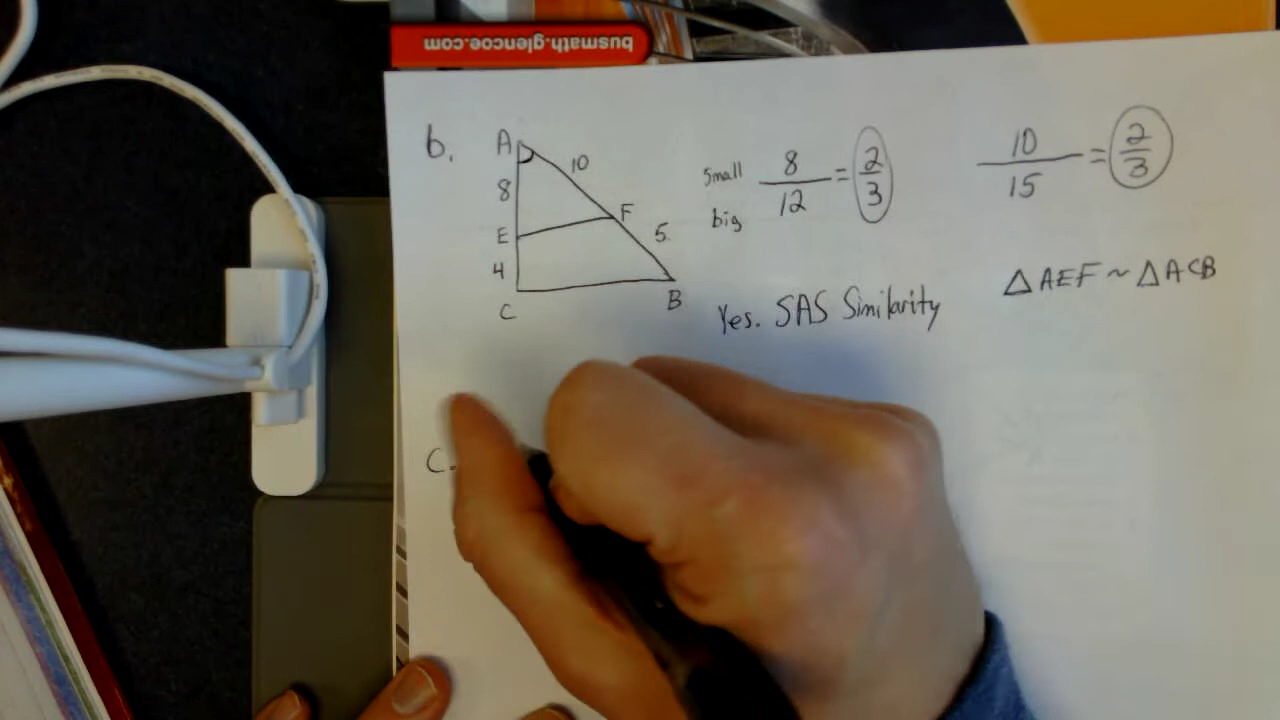 busmath.glencoe.com
b.
A
10
8
F
E
5
4
C
B
small 8
big 12
= 2/3
10
15
= 2/3
Yes. SAS Similarity
△AEF ~ △ACB
C.